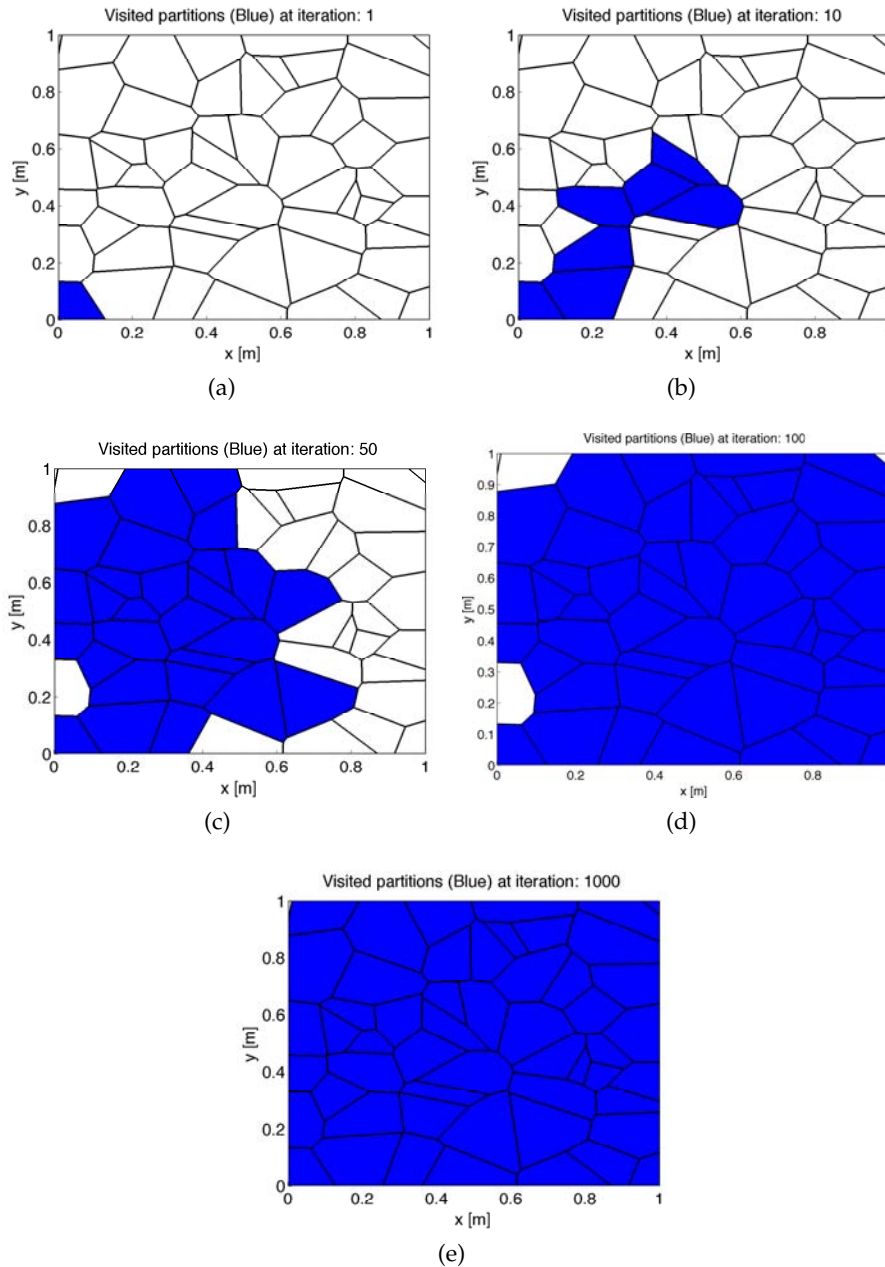 Visited partitions (Blue) at iteration: 1
1
0.8
0.6
0.4
0.2
0
y [m]
0 0.2 0.4 0.6 0.8 1
x [m]
(a)
Visited partitions (Blue) at iteration: 10
1
0.8
0.6
0.4
0.2
0
y [m]
0 0.2 0.4 0.6 0.8
x [m]
(b)
Visited partitions (Blue) at iteration: 50
1
0.8
0.6
0.4
0.2
0
y [m]
0 0.2 0.4 0.6 0.8 1
x [m]
(c)
Visited partitions (Blue) at iteration: 100
1
0.9
0.8
0.7
0.6
0.5
0.4
0.3
0.2
0.1
0
y [m]
0 0.2 0.4 0.6 0.8
x [m]
(d)
Visited partitions (Blue) at iteration: 1000
1
0.8
0.6
0.4
0.2
0
y [m]
0 0.2 0.4 0.6 0.8 1
x [m]
(e)